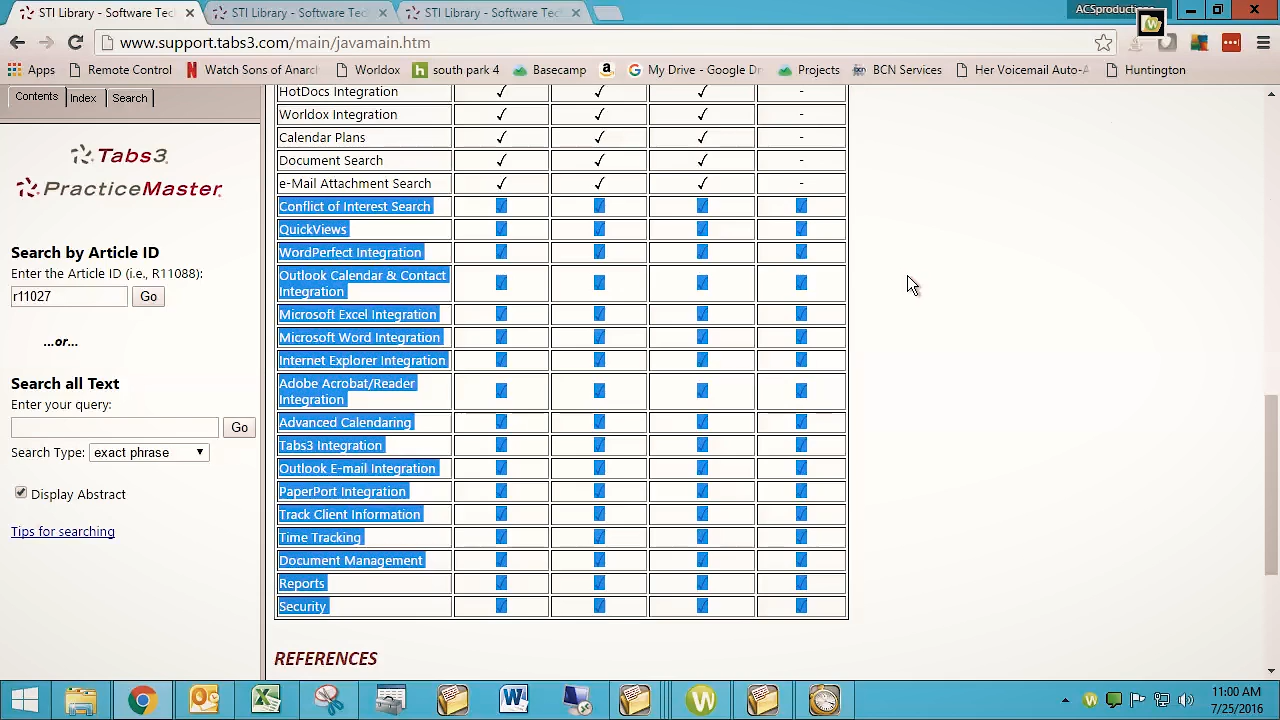 STI Library - Software Tec
STI Library - Software Tec
STI Library - Software Tec
ACSproductions
www.support.tabs3.com/main/javamain.htm
Apps
Remote Control
Watch Sons of Anarch
Worldox
south park 4
Basecamp
My Drive - Google Dr
Projects
BCN Services
Her Voicemail Auto-A
Huntington
Contents
Index
Search
Tabs3
PracticeMaster
Search by Article ID
Enter the Article ID (i.e., R11088):
r11027
Go
...or...
Search all Text
Enter your query:
Go
Search Type:
exact phrase
Display Abstract
Tips for searching
HotDocs Integration ✓ ✓ ✓ -
Worldox Integration ✓ ✓ ✓ -
Calendar Plans ✓ ✓ ✓ -
Document Search ✓ ✓ ✓ -
e-Mail Attachment Search ✓ ✓ ✓ -
Conflict of Interest Search ✓ ✓ ✓ ✓
QuickViews ✓ ✓ ✓ ✓
WordPerfect Integration ✓ ✓ ✓ ✓
Outlook Calendar & Contact
Integration ✓ ✓ ✓ ✓
Microsoft Excel Integration ✓ ✓ ✓ ✓
Microsoft Word Integration ✓ ✓ ✓ ✓
Internet Explorer Integration ✓ ✓ ✓ ✓
Adobe Acrobat/Reader
Integration ✓ ✓ ✓ ✓
Advanced Calendaring ✓ ✓ ✓ ✓
Tabs3 Integration ✓ ✓ ✓ ✓
Outlook E-mail Integration ✓ ✓ ✓ ✓
PaperPort Integration ✓ ✓ ✓ ✓
Track Client Information ✓ ✓ ✓ ✓
Time Tracking ✓ ✓ ✓ ✓
Document Management ✓ ✓ ✓ ✓
Reports ✓ ✓ ✓ ✓
Security ✓ ✓ ✓ ✓
REFERENCES
11:00 AM
7/25/2016